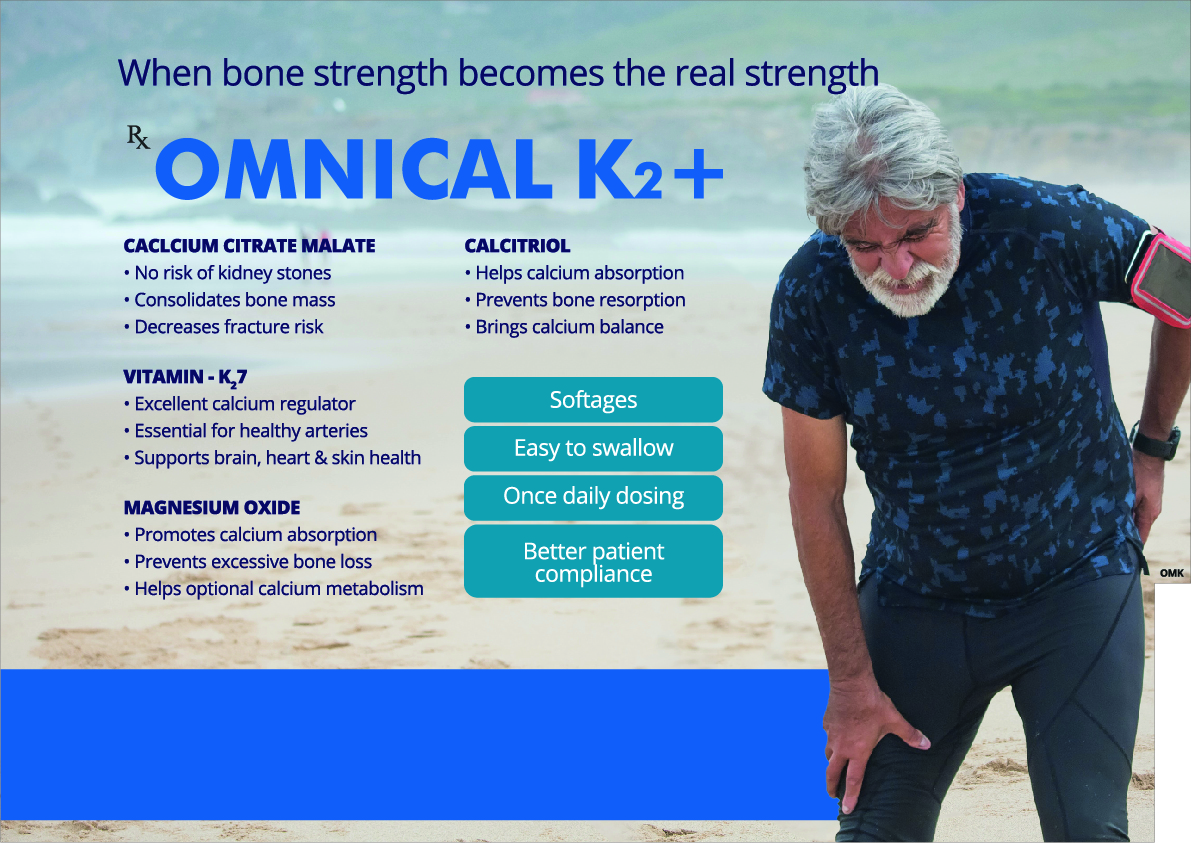 When bone strength becomes the real strength
Rx OMNICAL K2+
CACLCIUM CITRATE MALATE
• No risk of kidney stones
• Consolidates bone mass
• Decreases fracture risk
VITAMIN - K27
• Excellent calcium regulator
• Essential for healthy arteries
• Supports brain, heart & skin health
MAGNESIUM OXIDE
• Promotes calcium absorption
• Prevents excessive bone loss
• Helps optional calcium metabolism
CALCITRIOL
• Helps calcium absorption
• Prevents bone resorption
• Brings calcium balance
Softages
Easy to swallow
Once daily dosing
Better patient
compliance
OMK